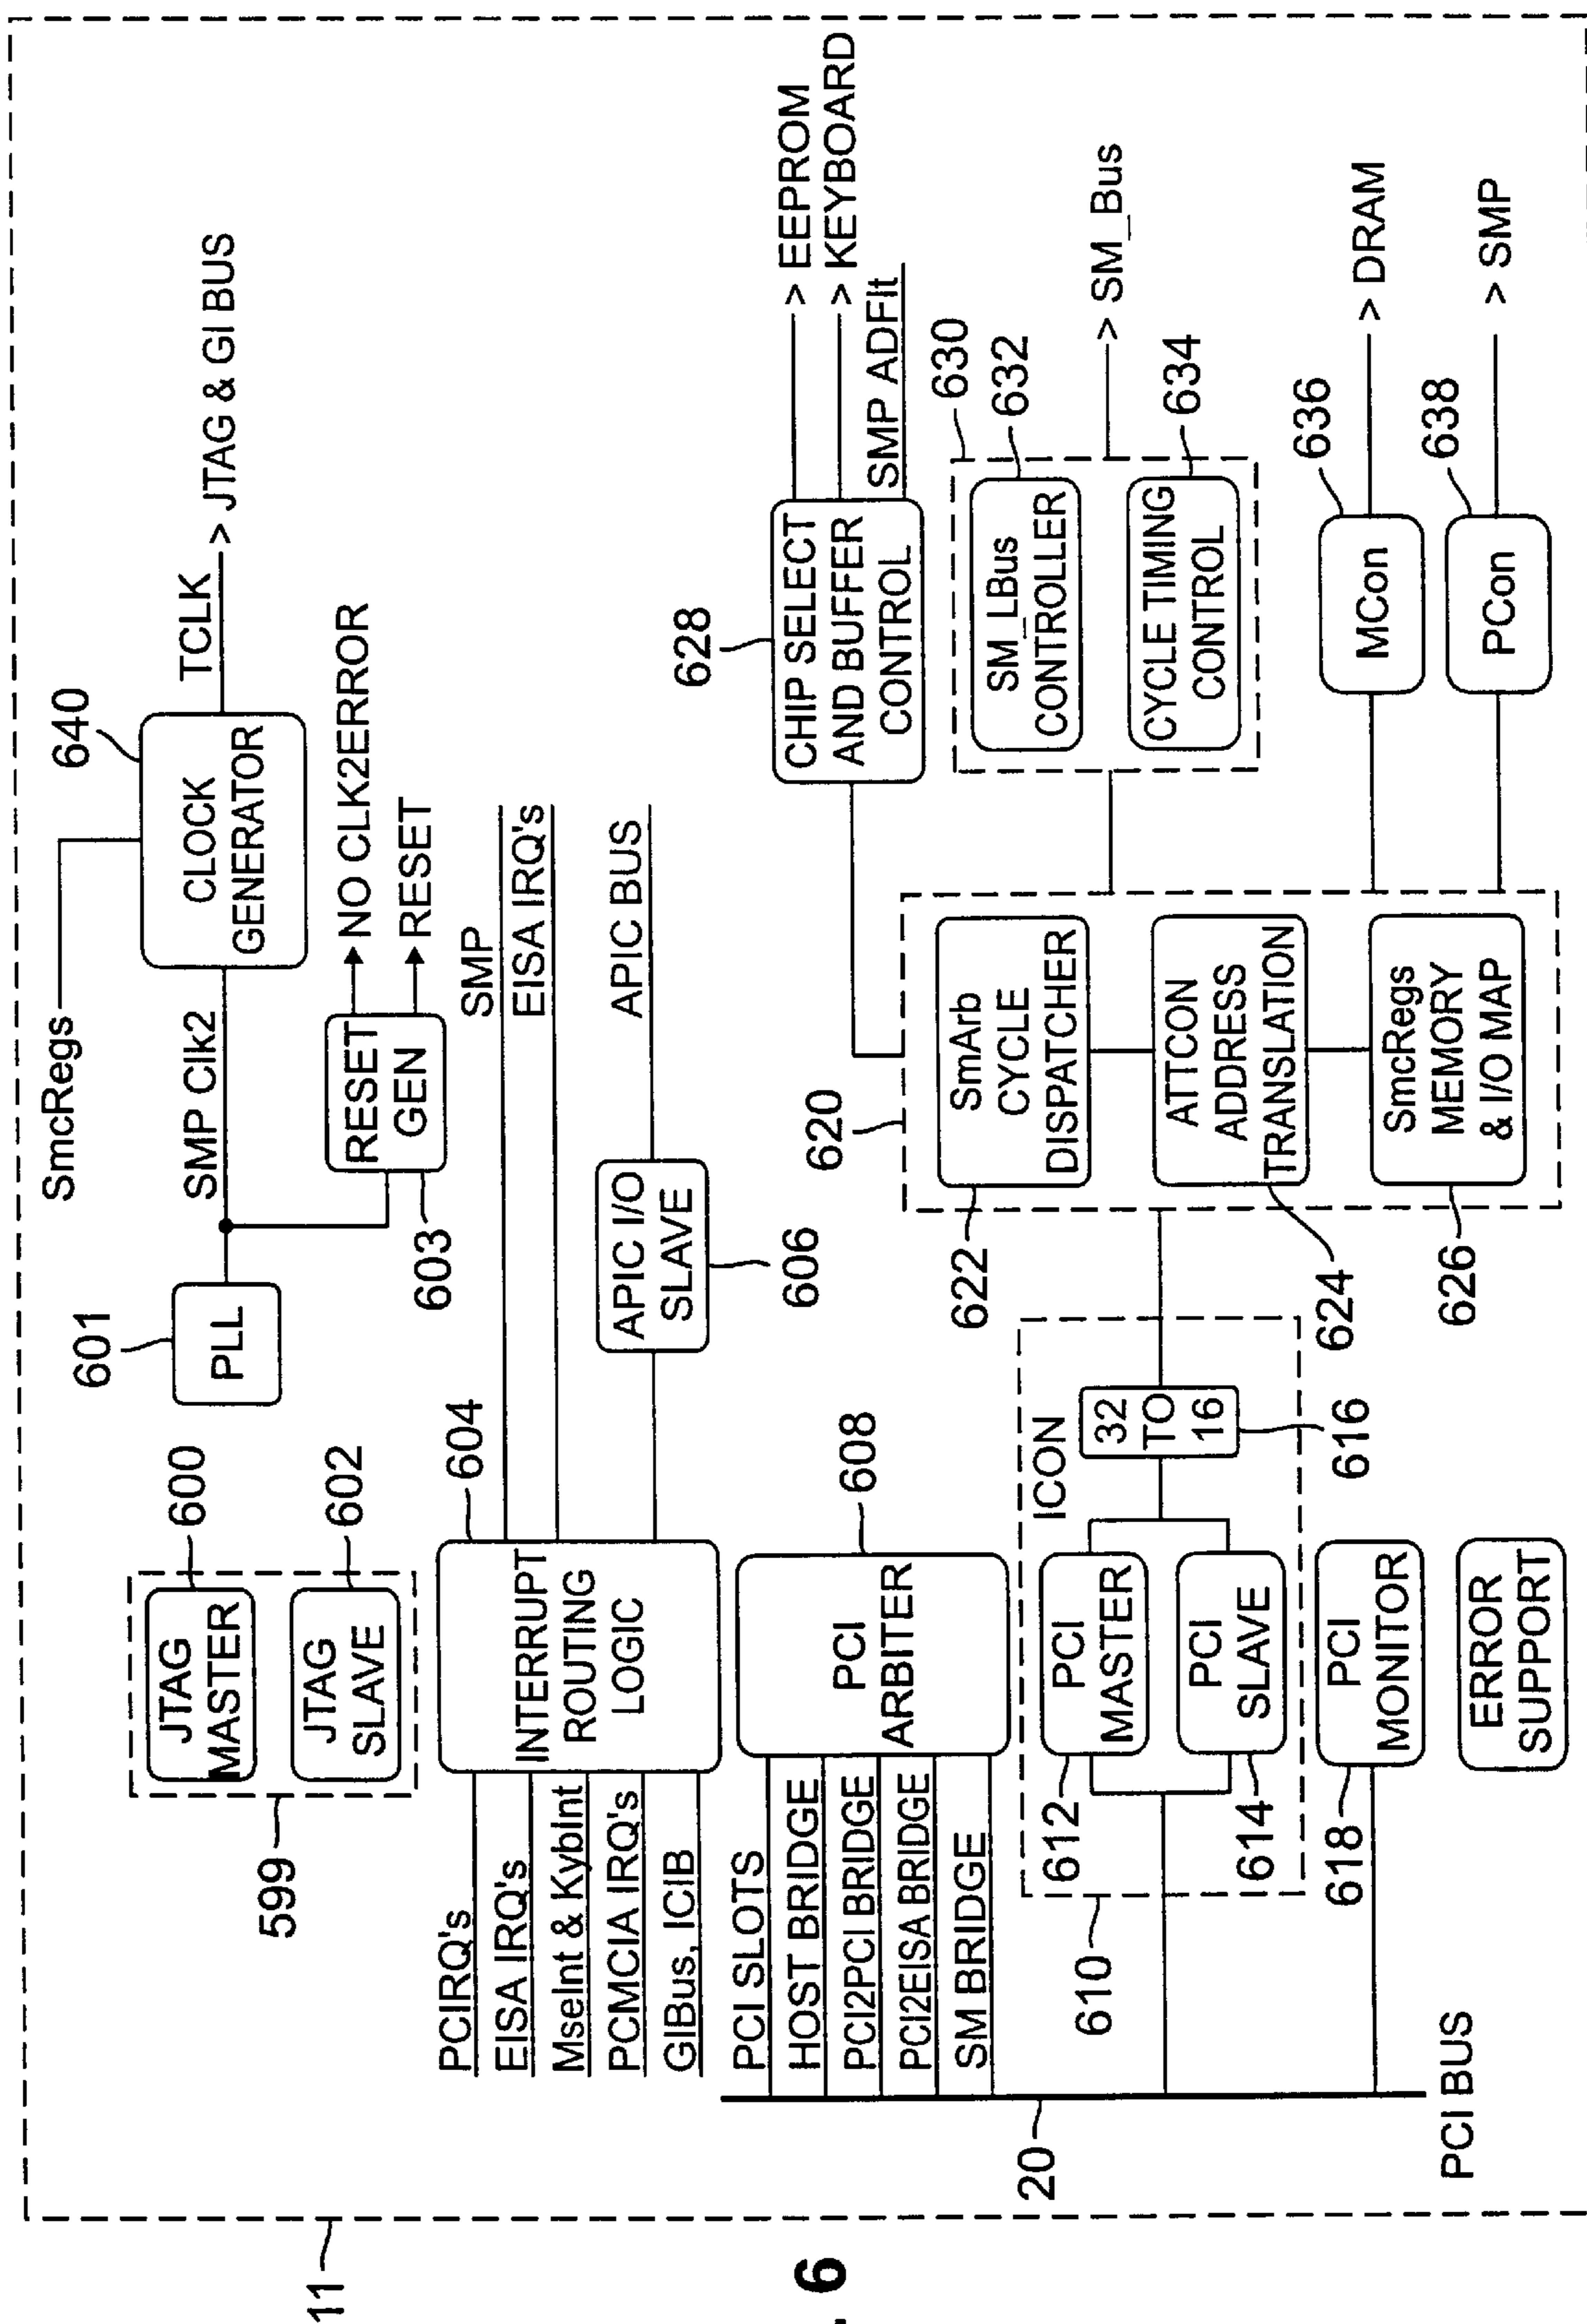 11
599
JTAG
MASTER
600
JTAG
SLAVE
602
601
PLL
SmcRegs
SMP Clk2
640
CLOCK
GENERATOR
TCLK
> JTAG & GI BUS
RESET
GEN
603
NO CLK2ERROR
RESET
PCIRQ's
EISA IRQ's
MseInt & KybInt
PCMCIA IRQ's
GIBus, ICIB
INTERRUPT
ROUTING
LOGIC
604
SMP
EISA IRQ's
APIC I/O
SLAVE
606
APIC BUS
PCI SLOTS
HOST BRIDGE
PCI2PCI BRIDGE
PCI2EISA BRIDGE
SM BRIDGE
PCI
ARBITER
608
20
PCI BUS
610
ICON
612
PCI
MASTER
614
PCI
SLAVE
32
TO
16
616
618
PCI
MONITOR
ERROR
SUPPORT
620
622
SmArb
CYCLE
DISPATCHER
624
ATTCON
ADDRESS
TRANSLATION
626
SmcRegs
MEMORY
& I/O MAP
628
CHIP SELECT
AND BUFFER
CONTROL
> EEPROM
> KEYBOARD
SMP ADFlt
630
SM_LBus
CONTROLLER
632
CYCLE TIMING
CONTROL
634
> SM_Bus
MCon
636
> DRAM
PCon
638
> SMP
. 6